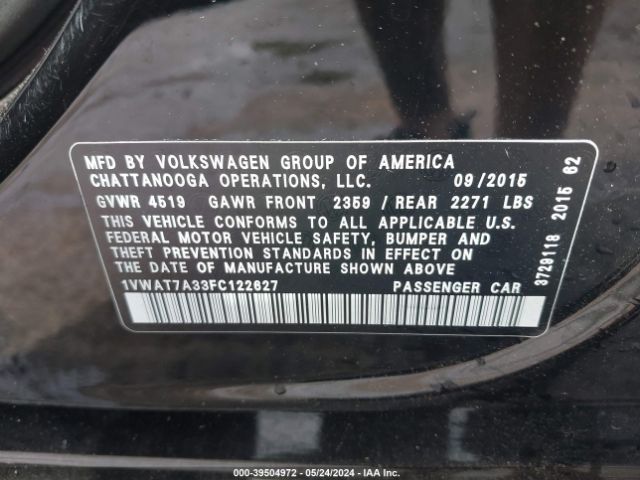 MFD BY VOLKSWAGEN GROUP OF AMERICA
CHATTANOOGA OPERATIONS, LLC. 09/2015
GVWR 4519 GAWR FRONT 2359 / REAR 2271 LBS
THIS VEHICLE CONFORMS TO ALL APPLICABLE U.S.
FEDERAL MOTOR VEHICLE SAFETY, BUMPER AND
THEFT PREVENTION STANDARDS IN EFFECT ON
THE DATE OF MANUFACTURE SHOWN ABOVE
1VWAT7A33FC122627 PASSENGER CAR
3729118 2015 62
000-39504972 - 05/24/2024 - IAA Inc.